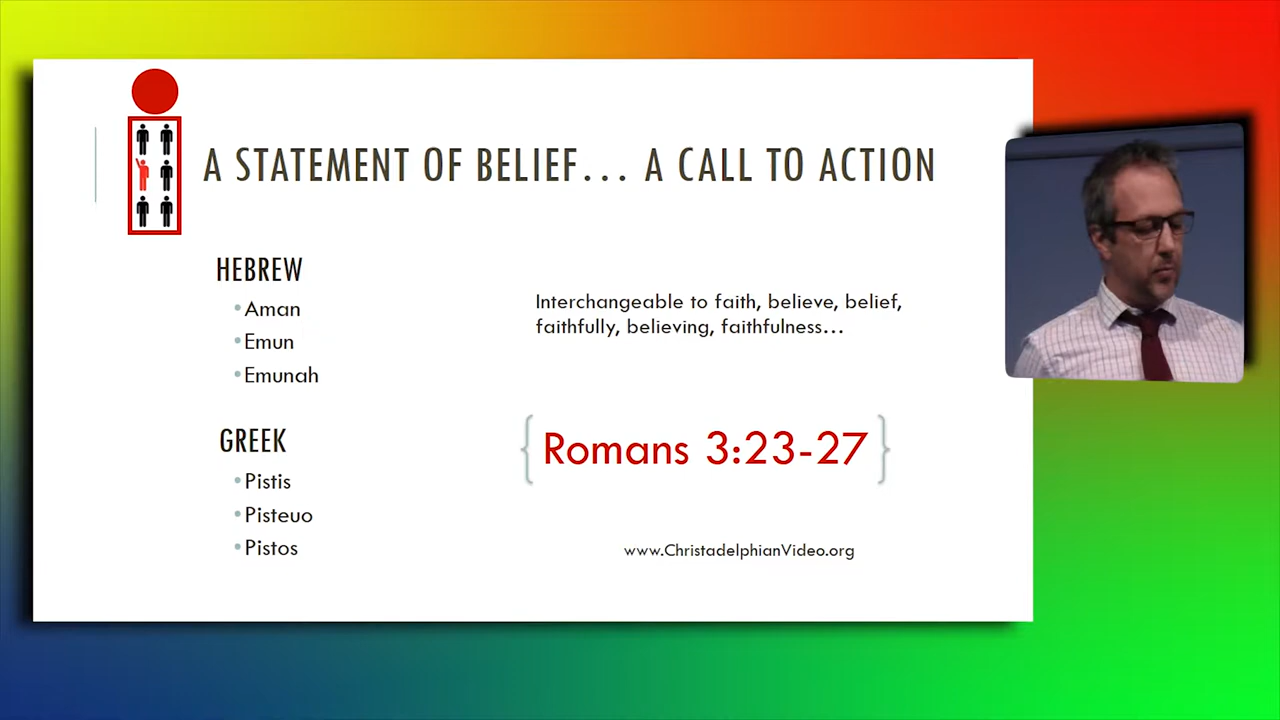 A STATEMENT OF BELIEF... A CALL TO ACTION
HEBREW
•Aman
•Emun
•Emunah
GREEK
•Pistis
•Pisteuo
•Pistos
Interchangeable to faith, believe, belief,
faithfully, believing, faithfulness...
{Romans 3:23-27}
www.ChristadelphianVideo.org